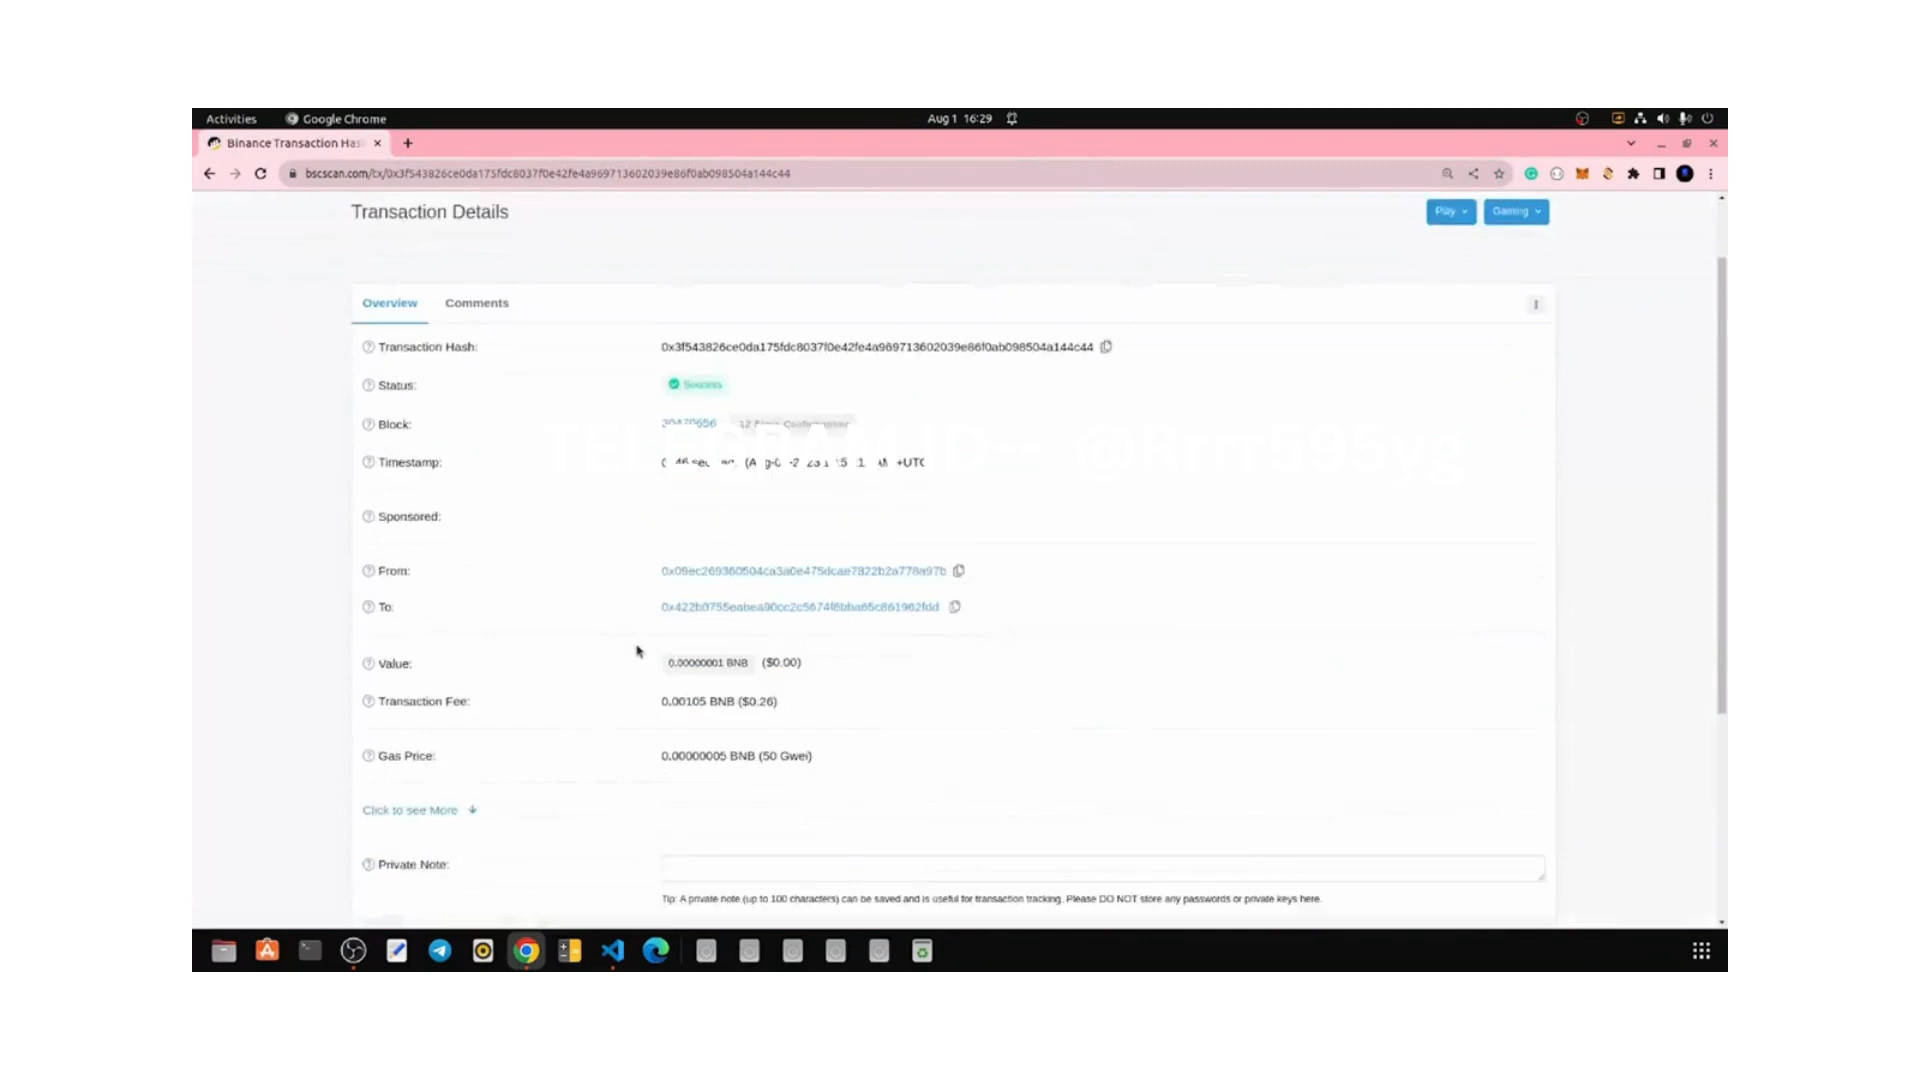 Activities Google Chrome Aug 1 16:29
Binance Transaction Has
bscscan.com/tx/0x3f543826ce0da175fdc8037f0e42fe4a969713602039e86f0ab098504a144c44
Transaction Details Play Gaming
Overview Comments
Transaction Hash: 0x3f543826ce0da175fdc8037f0e42fe4a969713602039e86f0ab098504a144c44
Status: Success
Block:
TELEGRAM ID-- @Rrrr595yg
Timestamp: +UTC
Sponsored:
From: 0x09ec269360504ca3a0e475dcae7822b2a778a97b
To:
Value: 0.00000001 BNB ($0.00)
Transaction Fee: 0.00105 BNB ($0.26)
Gas Price: 0.00000005 BNB (50 Gwei)
Click to see More
Private Note:
Tip: A private note (up to 100 characters) can be saved and is useful for transaction tracking. Please DO NOT store any passwords or private keys here.